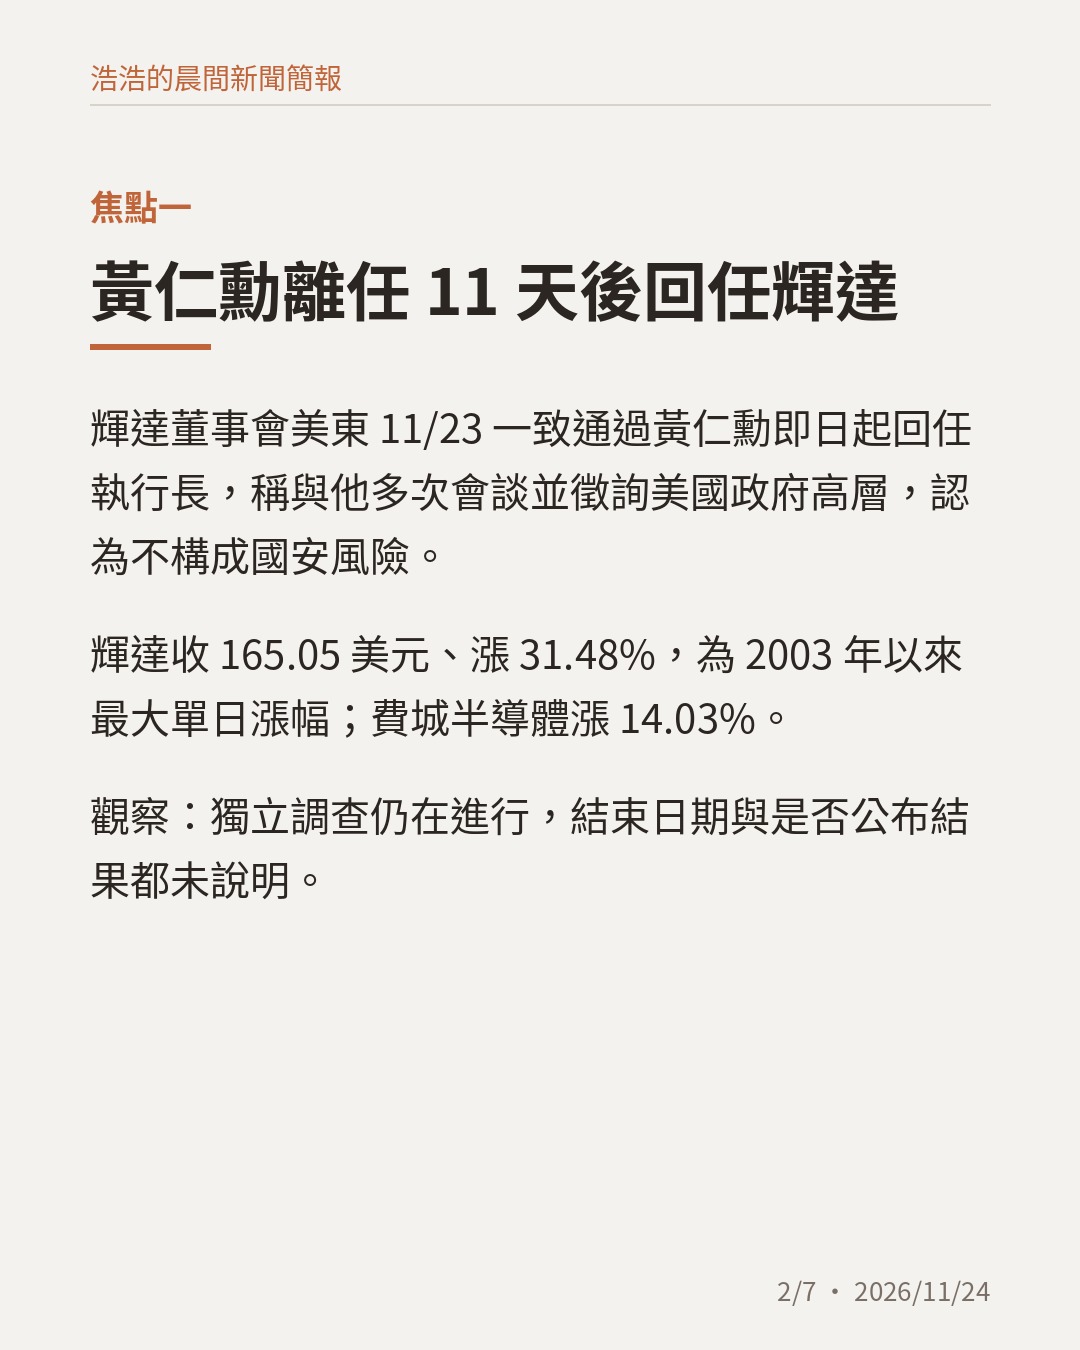 浩浩的晨間新聞簡報
焦點一
黃仁勳離任 11 天後回任輝達
輝達董事會美東 11/23 一致通過黃仁勳即日起回任
執行長，稱與他多次會談並徵詢美國政府高層，認
為不構成國安風險。
輝達收 165.05 美元、漲 31.48%，為 2003 年以來
最大單日漲幅；費城半導體漲 14.03%。
觀察：獨立調查仍在進行，結束日期與是否公布結
果都未說明。
2/7 · 2026/11/24